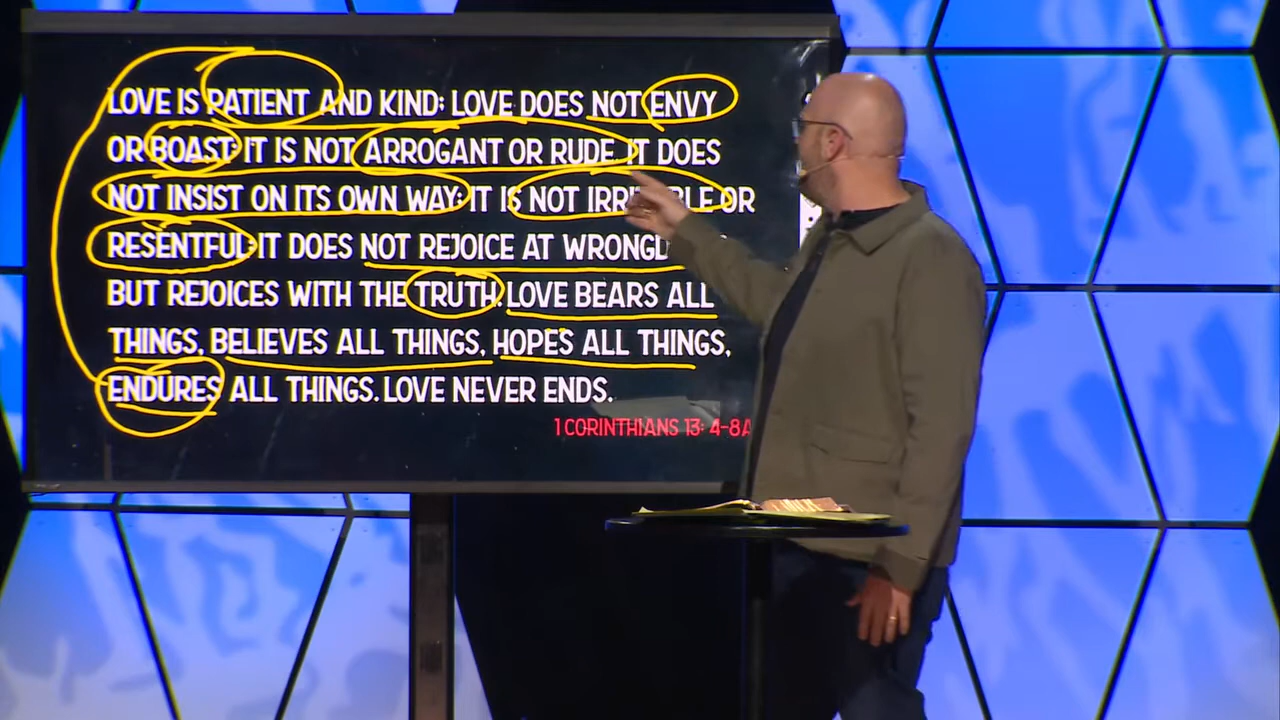 LOVE IS PATIENT AND KIND; LOVE DOES NOT ENVY
OR BOAST; IT IS NOT ARROGANT OR RUDE. IT DOES
NOT INSIST ON ITS OWN WAY; IT IS NOT OR
RESENTFUL; IT DOES NOT REJOICE AT
BUT REJOICES WITH THE TRUTH. LOVE BEARS ALL
THINGS, BELIEVES ALL THINGS, HOPES ALL THINGS,
ENDURES ALL THINGS. LOVE NEVER ENDS.
1 CORINTHIANS 13: 4-8A